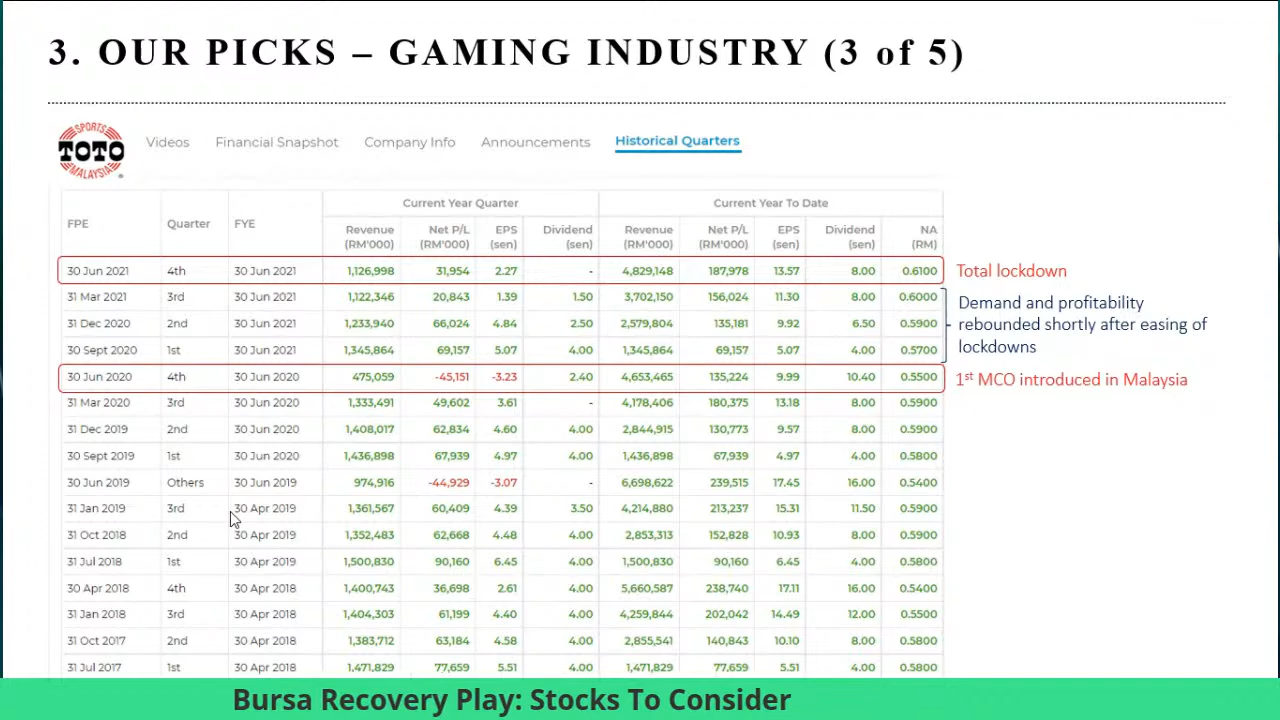 3. OUR PICKS – GAMING INDUSTRY (3 of 5)
SPORTS
TOTO
MALAYSIA
Videos Financial Snapshot Company Info Announcements Historical Quarters
Current Year Quarter Current Year To Date
FPE Quarter FYE
Revenue (RM'000) Net P/L (RM'000) EPS (sen) Dividend (sen) Revenue (RM'000) Net P/L (RM'000) EPS (sen) Dividend (sen) NA (RM)
30 Jun 2021 4th 30 Jun 2021 1,126,998 31,954 2.27 - 4,829,148 187,978 13.57 8.00 0.6100 Total lockdown
31 Mar 2021 3rd 30 Jun 2021 1,122,346 20,843 1.39 1.50 3,702,150 156,024 11.30 8.00 0.6000
31 Dec 2020 2nd 30 Jun 2021 1,233,940 66,024 4.84 2.50 2,579,804 135,181 9.92 6.50 0.5900
30 Sept 2020 1st 30 Jun 2021 1,345,864 69,157 5.07 4.00 1,345,864 69,157 5.07 4.00 0.5700
Demand and profitability
rebounded shortly after easing of
lockdowns
30 Jun 2020 4th 30 Jun 2020 475,059 -45,151 -3.23 2.40 4,653,465 135,224 9.99 10.40 0.5500 1st MCO introduced in Malaysia
31 Mar 2020 3rd 30 Jun 2020 1,333,491 49,602 3.61 - 4,178,406 180,375 13.18 8.00 0.5900
31 Dec 2019 2nd 30 Jun 2020 1,408,017 62,834 4.60 4.00 2,844,915 130,773 9.57 8.00 0.5900
30 Sept 2019 1st 30 Jun 2020 1,436,898 67,939 4.97 4.00 1,436,898 67,939 4.97 4.00 0.5800
30 Jun 2019 Others 30 Jun 2019 974,916 -44,929 -3.07 - 6,698,622 239,515 17.45 16.00 0.5400
31 Jan 2019 3rd 30 Apr 2019 1,361,567 60,409 4.39 3.50 4,214,880 213,237 15.31 11.50 0.5900
31 Oct 2018 2nd 30 Apr 2019 1,352,483 62,668 4.48 4.00 2,853,313 152,828 10.93 8.00 0.5900
31 Jul 2018 1st 30 Apr 2019 1,500,830 90,160 6.45 4.00 1,500,830 90,160 6.45 4.00 0.5800
30 Apr 2018 4th 30 Apr 2018 1,400,743 36,698 2.61 4.00 5,660,587 238,740 17.11 16.00 0.5400
31 Jan 2018 3rd 30 Apr 2018 1,404,303 61,199 4.40 4.00 4,259,844 202,042 14.49 12.00 0.5500
31 Oct 2017 2nd 30 Apr 2018 1,383,712 63,184 4.58 4.00 2,855,541 140,843 10.10 8.00 0.5800
31 Jul 2017 1st 30 Apr 2018 1,471,829 77,659 5.51 4.00 1,471,829 77,659 5.51 4.00 0.5800
Bursa Recovery Play: Stocks To Consider